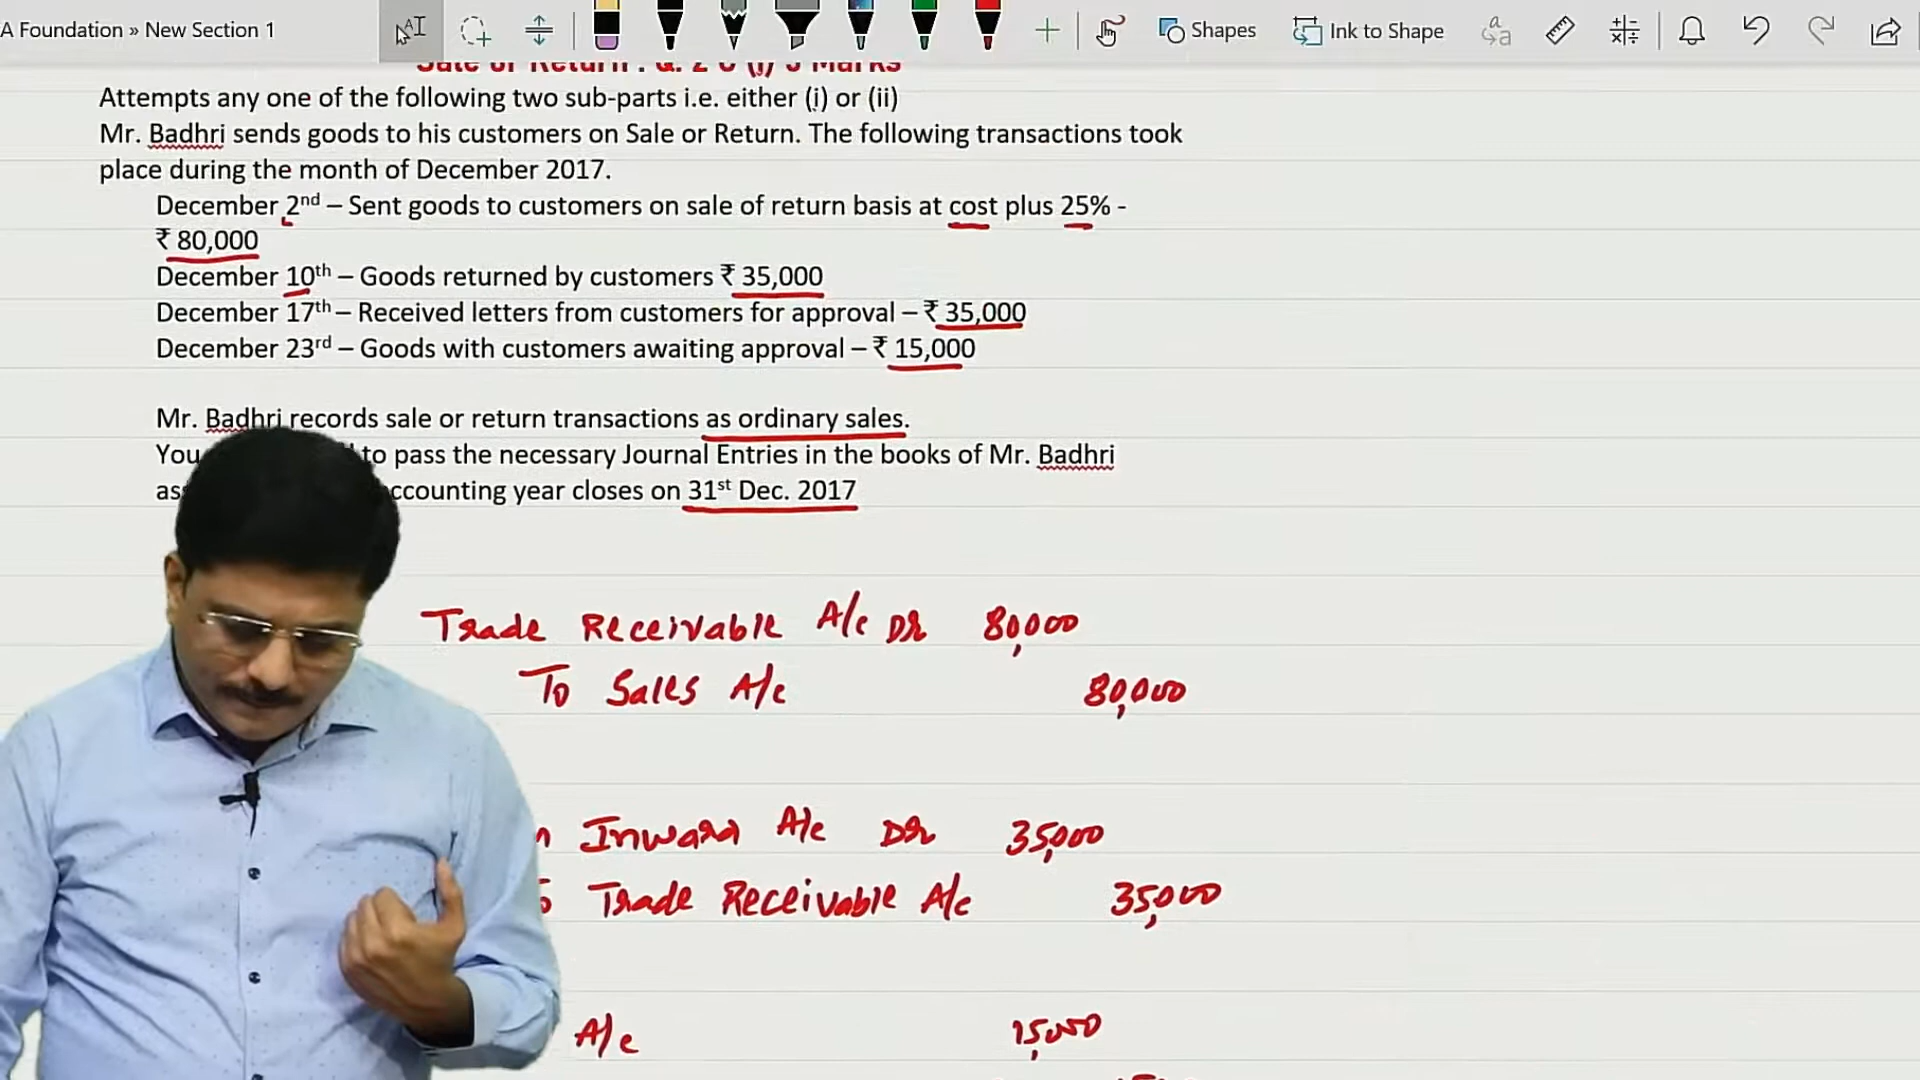 A Foundation » New Section 1
Shapes
Ink to Shape
Sale or Return : Q. 2 C (i) 5 Marks
Attempts any one of the following two sub-parts i.e. either (i) or (ii)
Mr. Badhri sends goods to his customers on Sale or Return. The following transactions took
place during the month of December 2017.
December 2nd – Sent goods to customers on sale of return basis at cost plus 25% -
₹ 80,000
December 10th – Goods returned by customers ₹ 35,000
December 17th – Received letters from customers for approval – ₹ 35,000
December 23rd – Goods with customers awaiting approval – ₹ 15,000
Mr. Badhri records sale or return transactions as ordinary sales.
You to pass the necessary Journal Entries in the books of Mr. Badhri
as ccounting year closes on 31st Dec. 2017
Trade Receivable A/c Dr 80,000
To Sales A/c 80,000
n Inward A/c Dr 35,000
Trade Receivable A/c 35,000
A/c 15,000